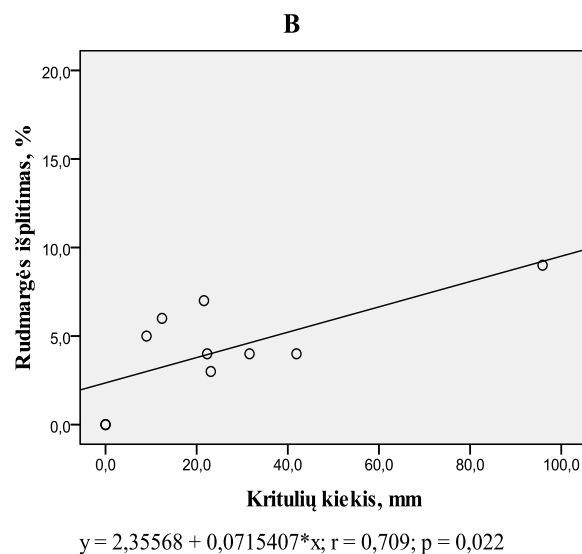 B
Rudmargės išplitimas, %
20,0
15,0
10,0
5,0
0,0
0,0 20,0 40,0 60,0 80,0 100,0
Kritulių kiekis, mm
y = 2,35568 + 0,0715407*x; r = 0,709; p = 0,022